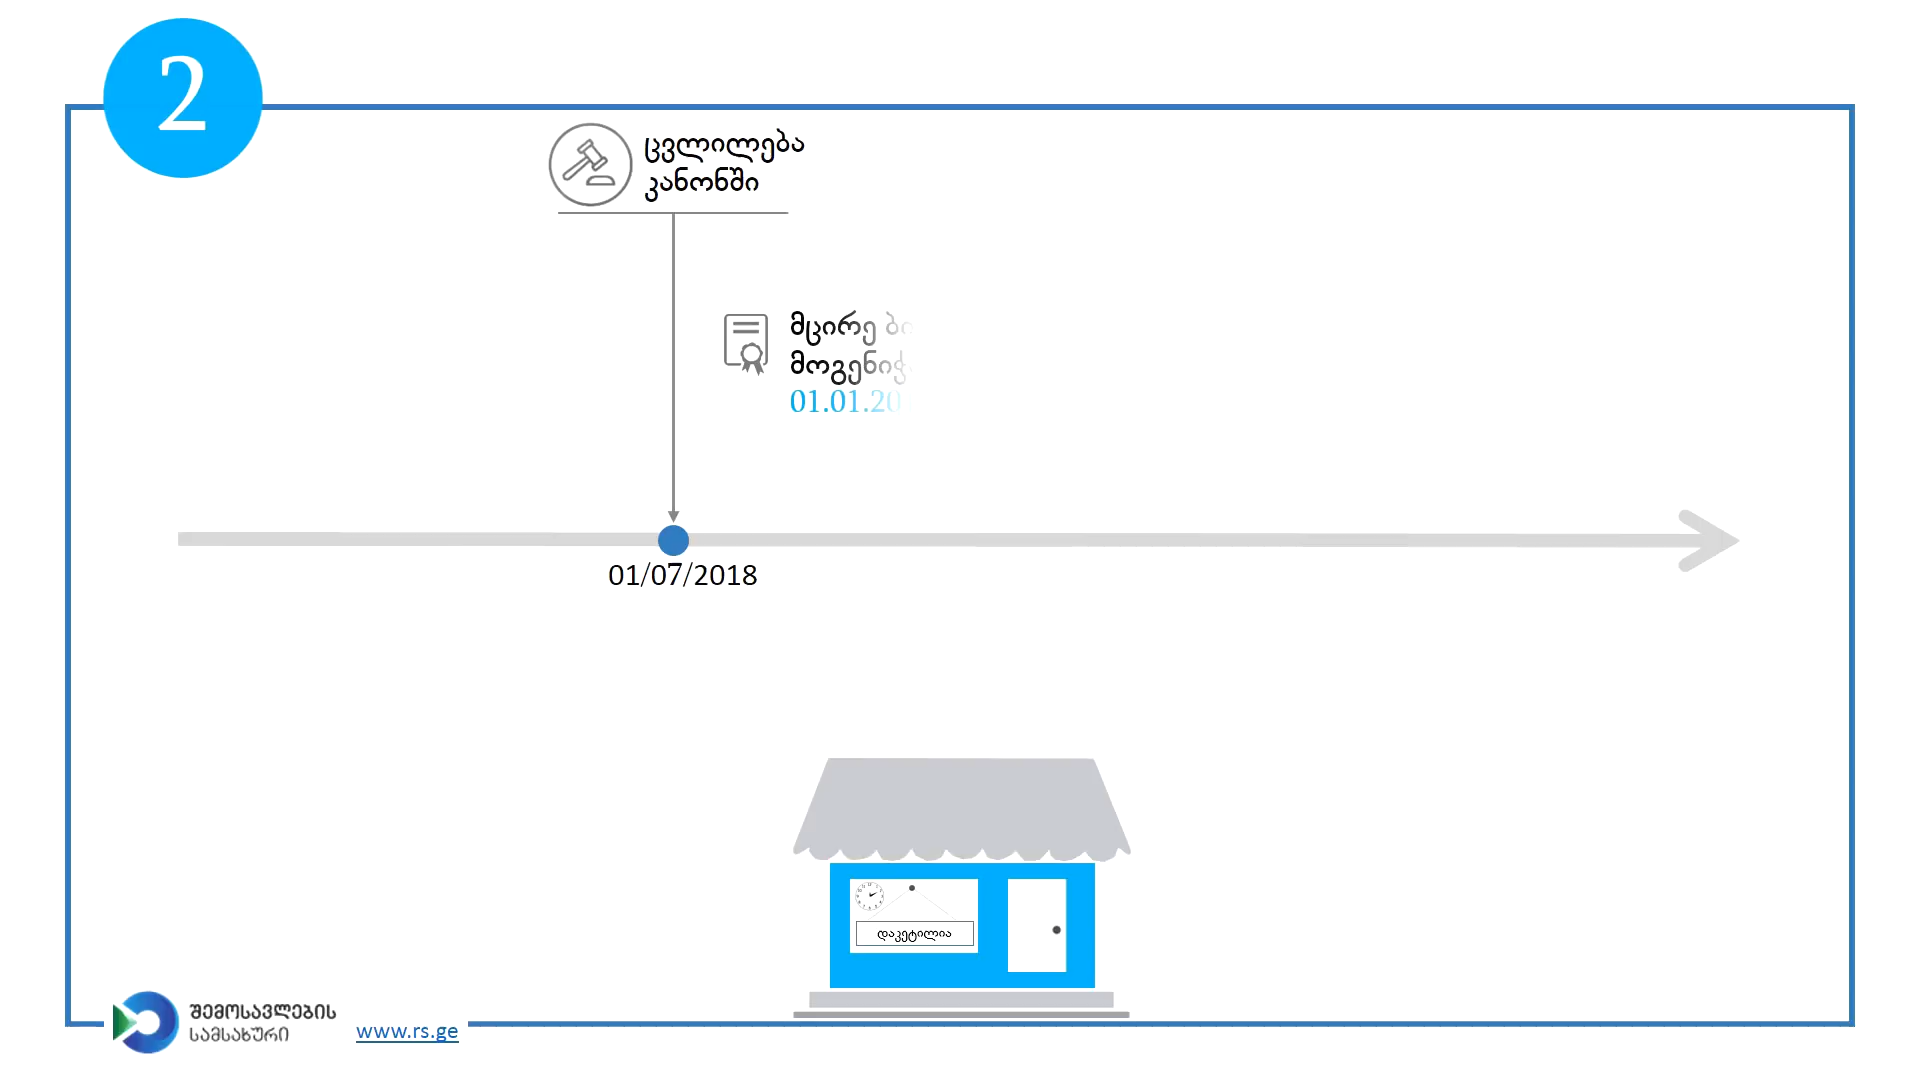 2
ცვლილება
კანონში
მცირე
01/07/2018
დაკეტილია
შემოსავლების
სამსახური
www.rs.ge